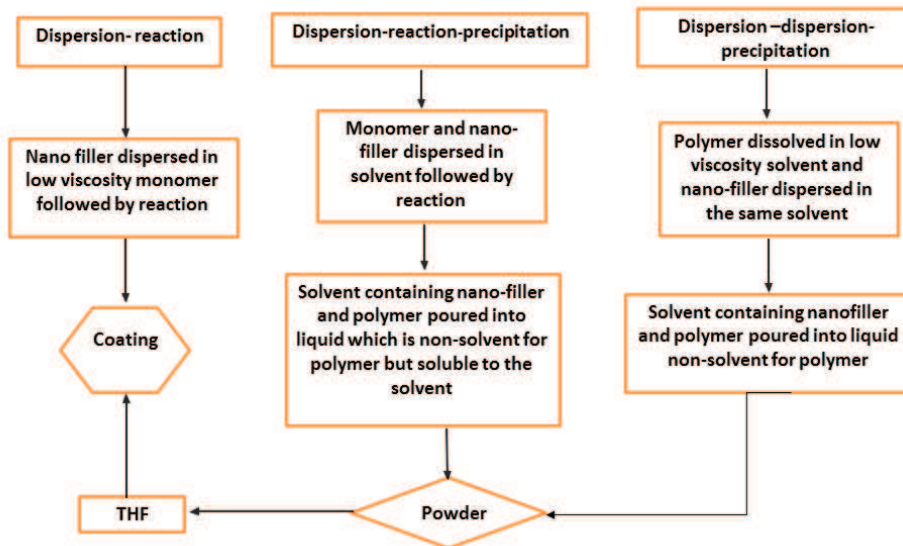 Dispersion- reaction
Nano filler dispersed in
low viscosity monomer
followed by reaction
Coating
THF
Dispersion-reaction-precipitation
Monomer and nano-
filler dispersed in
solvent followed by
reaction
Solvent containing nano-filler
and polymer poured into
liquid which is non-solvent for
polymer but soluble to the
solvent
Powder
Dispersion –dispersion-
precipitation
Polymer dissolved in low
viscosity solvent and
nano-filler dispersed in
the same solvent
Solvent containing nanofiller
and polymer poured into liquid
non-solvent for polymer